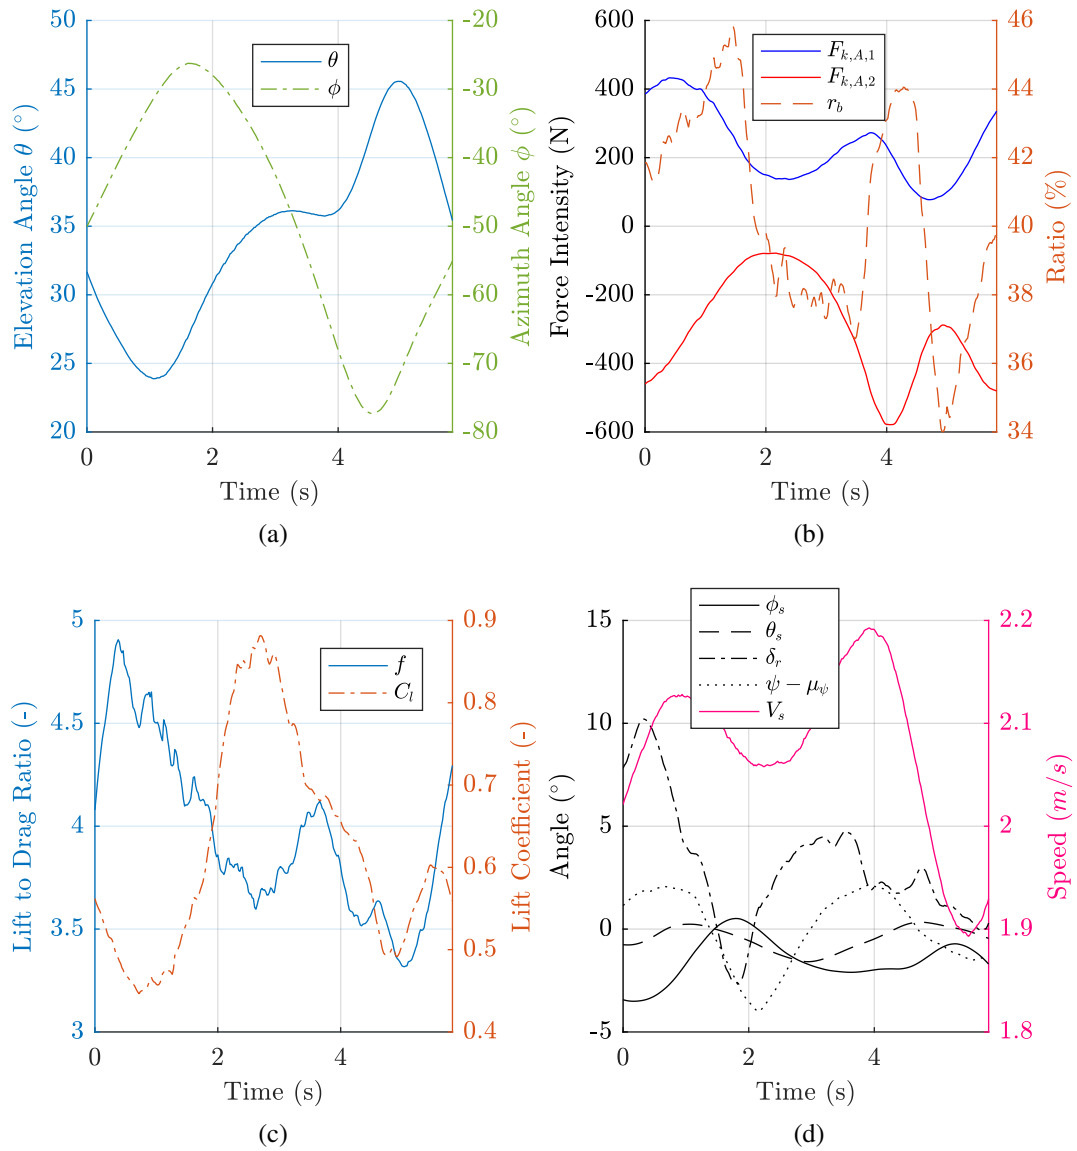 (a)
Elevation Angle θ (°)
50
45
40
35
30
25
20
-20
-30
-40
-50
-60
-70
-80
Azimuth Angle ϕ (°)
θ
ϕ
0 2 4
Time (s)
(b)
Force Intensity (N)
600
400
200
0
-200
-400
-600
46
44
42
40
38
36
34
Ratio (%)
F_{k,A,1}
F_{k,A,2}
r_b
0 2 4
Time (s)
(a)
(b)
Lift to Drag Ratio (-)
5
4.5
4
3.5
3
0.9
0.8
0.7
0.6
0.5
0.4
Lift Coefficient (-)
f
C_l
0 2 4
Time (s)
(c)
Angle (°)
15
10
5
0
-5
2.2
2.1
2
1.9
1.8
Speed (m/s)
ϕ_s
θ_s
δ_r
ψ − μ_ψ
V_s
0 2 4
Time (s)
(d)